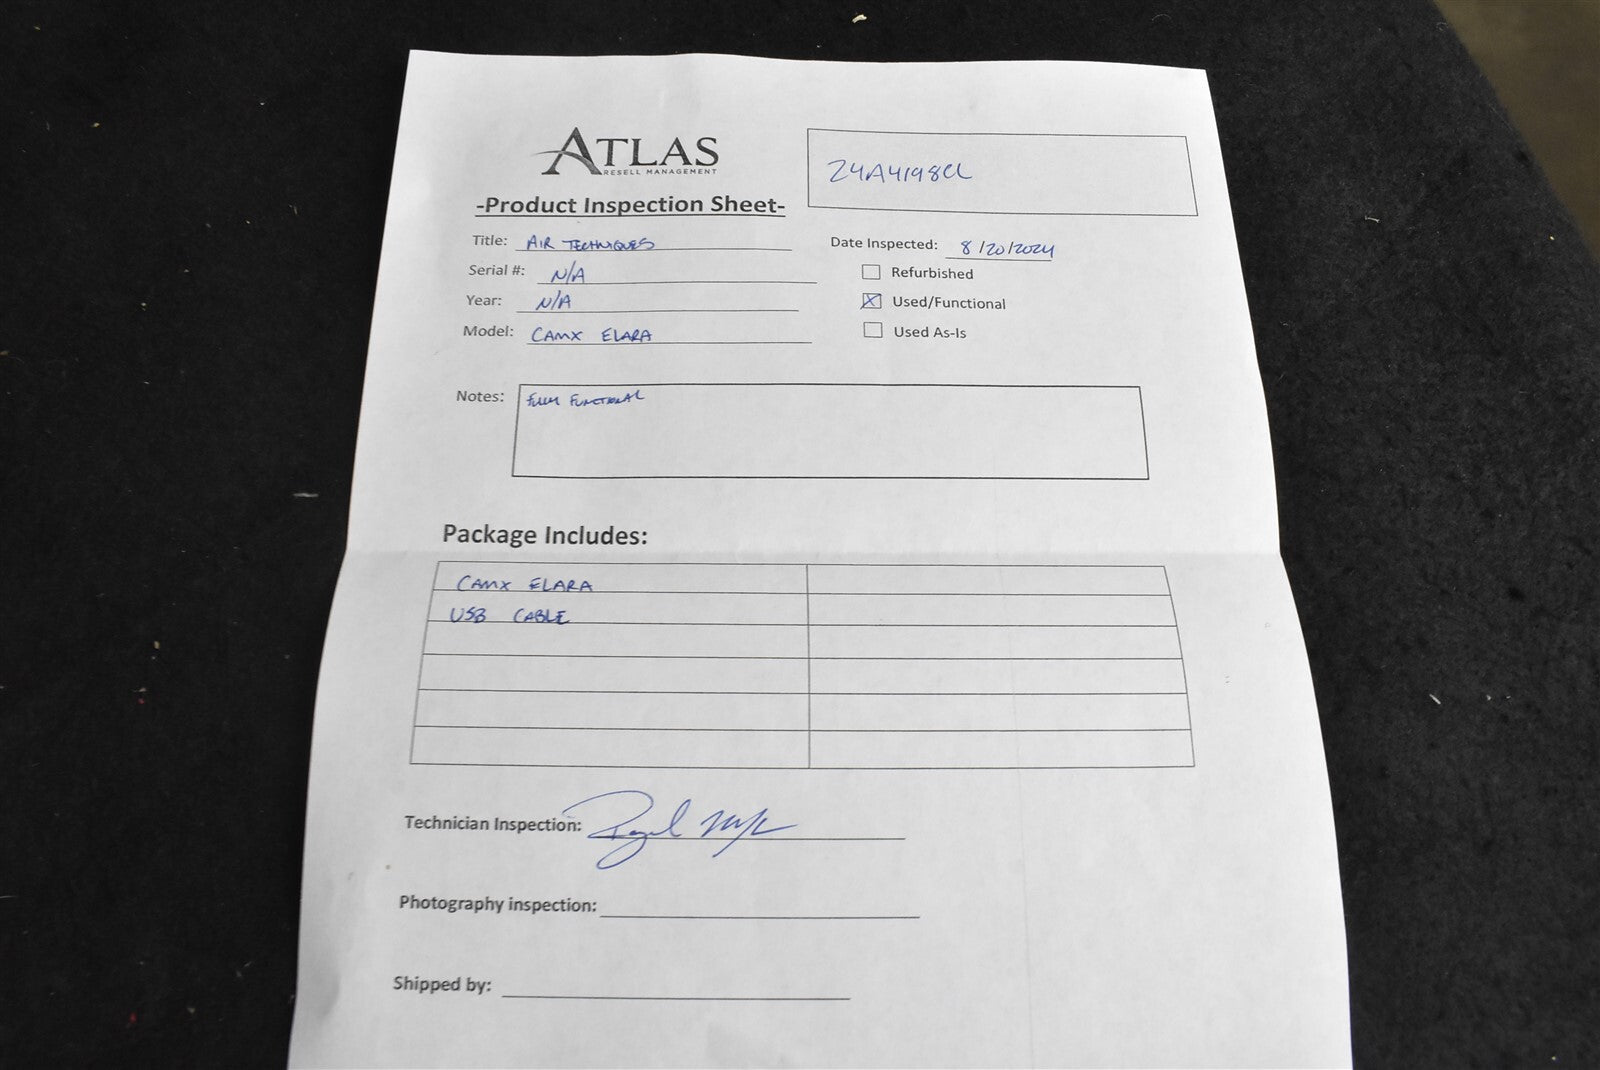 ATLAS
RESELL MANAGEMENT
24A4198CL
-Product Inspection Sheet-
Title: AIR TECHNIQUES
Date Inspected: 8/20/2024
Serial #: N/A
Refurbished
Year: N/A
Used/Functional
Model: CAMX ELARA
Used As-Is
Notes: FULLY FUNCTIONAL
Package Includes:
CAMX ELARA
USB CABLE
Technician Inspection:
Photography inspection:
Shipped by: